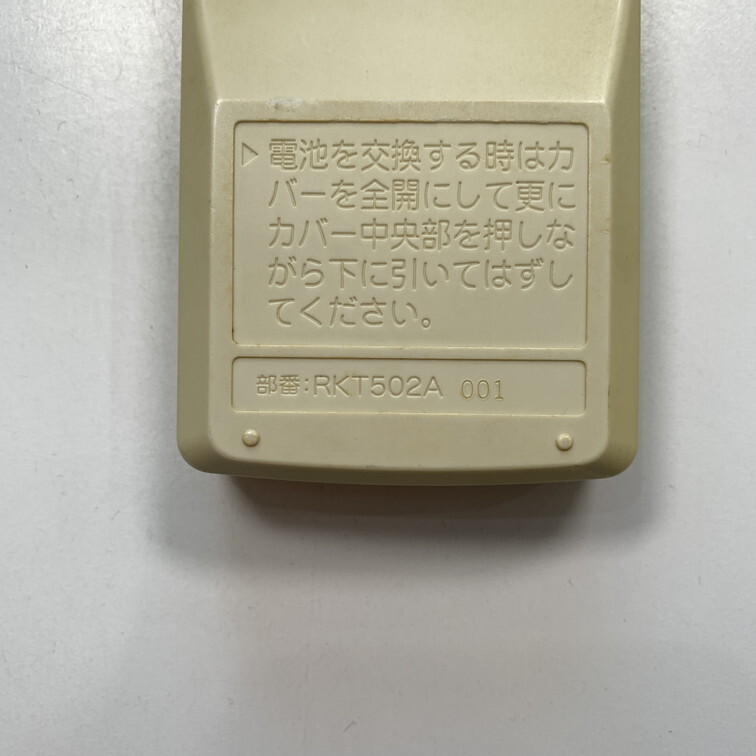 ▷電池を交換する時はカ
バーを全開にして更に
カバー中央部を押しな
がら下に引いてはずし
てください。
部番:RKT502A 001